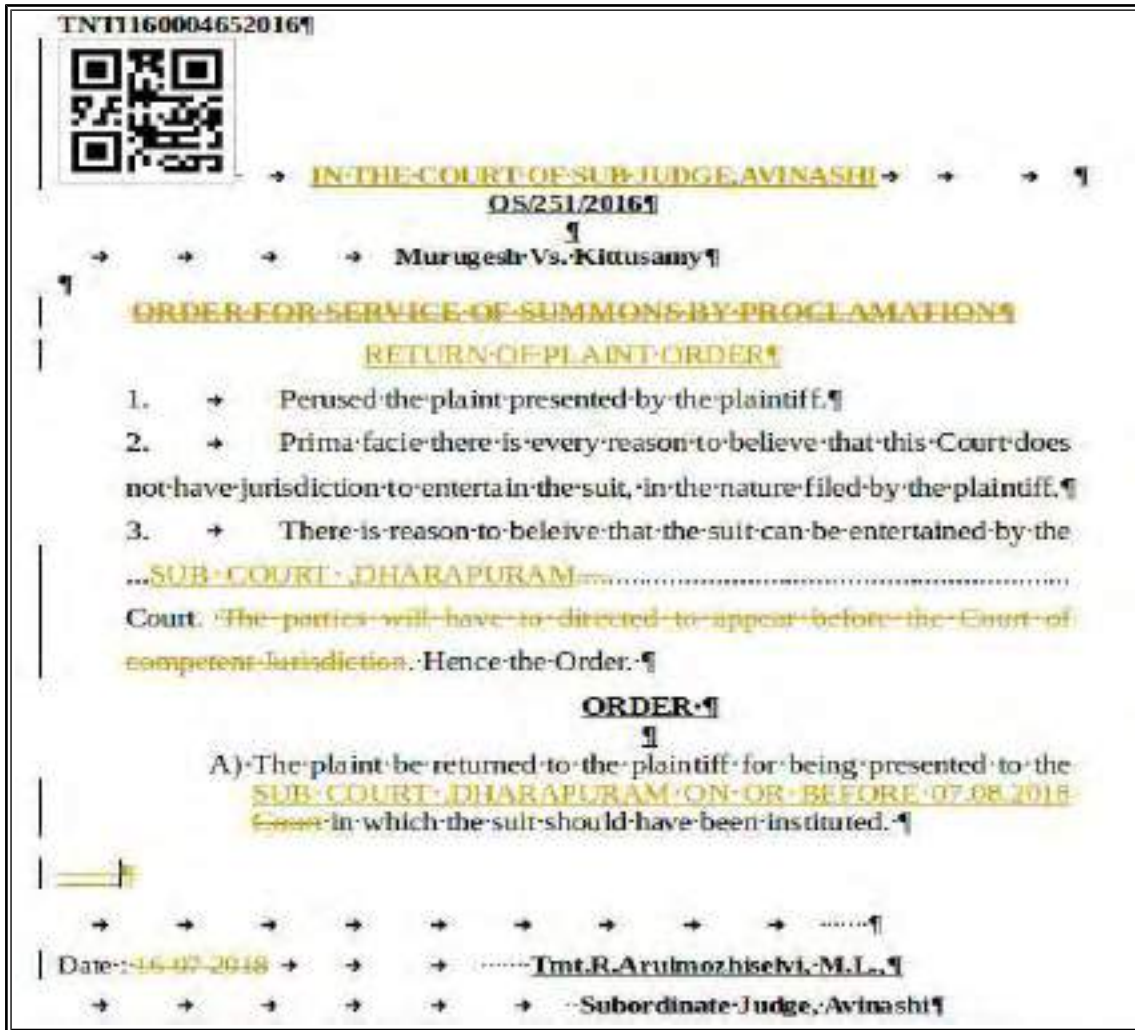 TNTI160004652016¶
→ IN THE COURT OF SUB JUDGE,AVINASHI → → → ¶
OS/251/2016¶
¶
→ → → → Murugesh Vs. Kittusamy¶
¶
ORDER FOR SERVICE OF SUMMONS BY PROCLAMATION¶
RETURN OF PLAINT ORDER¶
1. → Perused the plaint presented by the plaintiff.¶
2. → Prima facie there is every reason to believe that this Court does
not have jurisdiction to entertain the suit, in the nature filed by the plaintiff.¶
3. → There is reason to beleive that the suit can be entertained by the
...SUB COURT ,DHARAPURAM....................................................................
Court. The parties will have to directed to appear before the Court of
competent Jurisdiction. Hence the Order. ¶
ORDER ¶
¶
A) The plaint be returned to the plaintiff for being presented to the
SUB COURT ,DHARAPURAM ON OR BEFORE 07.08.2018
Court in which the suit should have been instituted. ¶
¶
→ → → → → → → → → .......¶
Date : 16-07-2018 → → → Tmt.R.Arulmozhiselvi, M.L.,¶
→ → → → → → Subordinate Judge, Avinashi¶